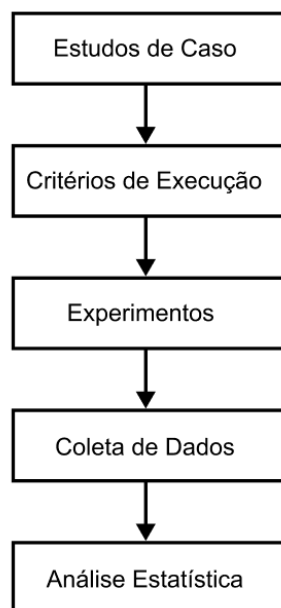 Estudos de Caso
Critérios de Execução
Experimentos
Coleta de Dados
Análise Estatística